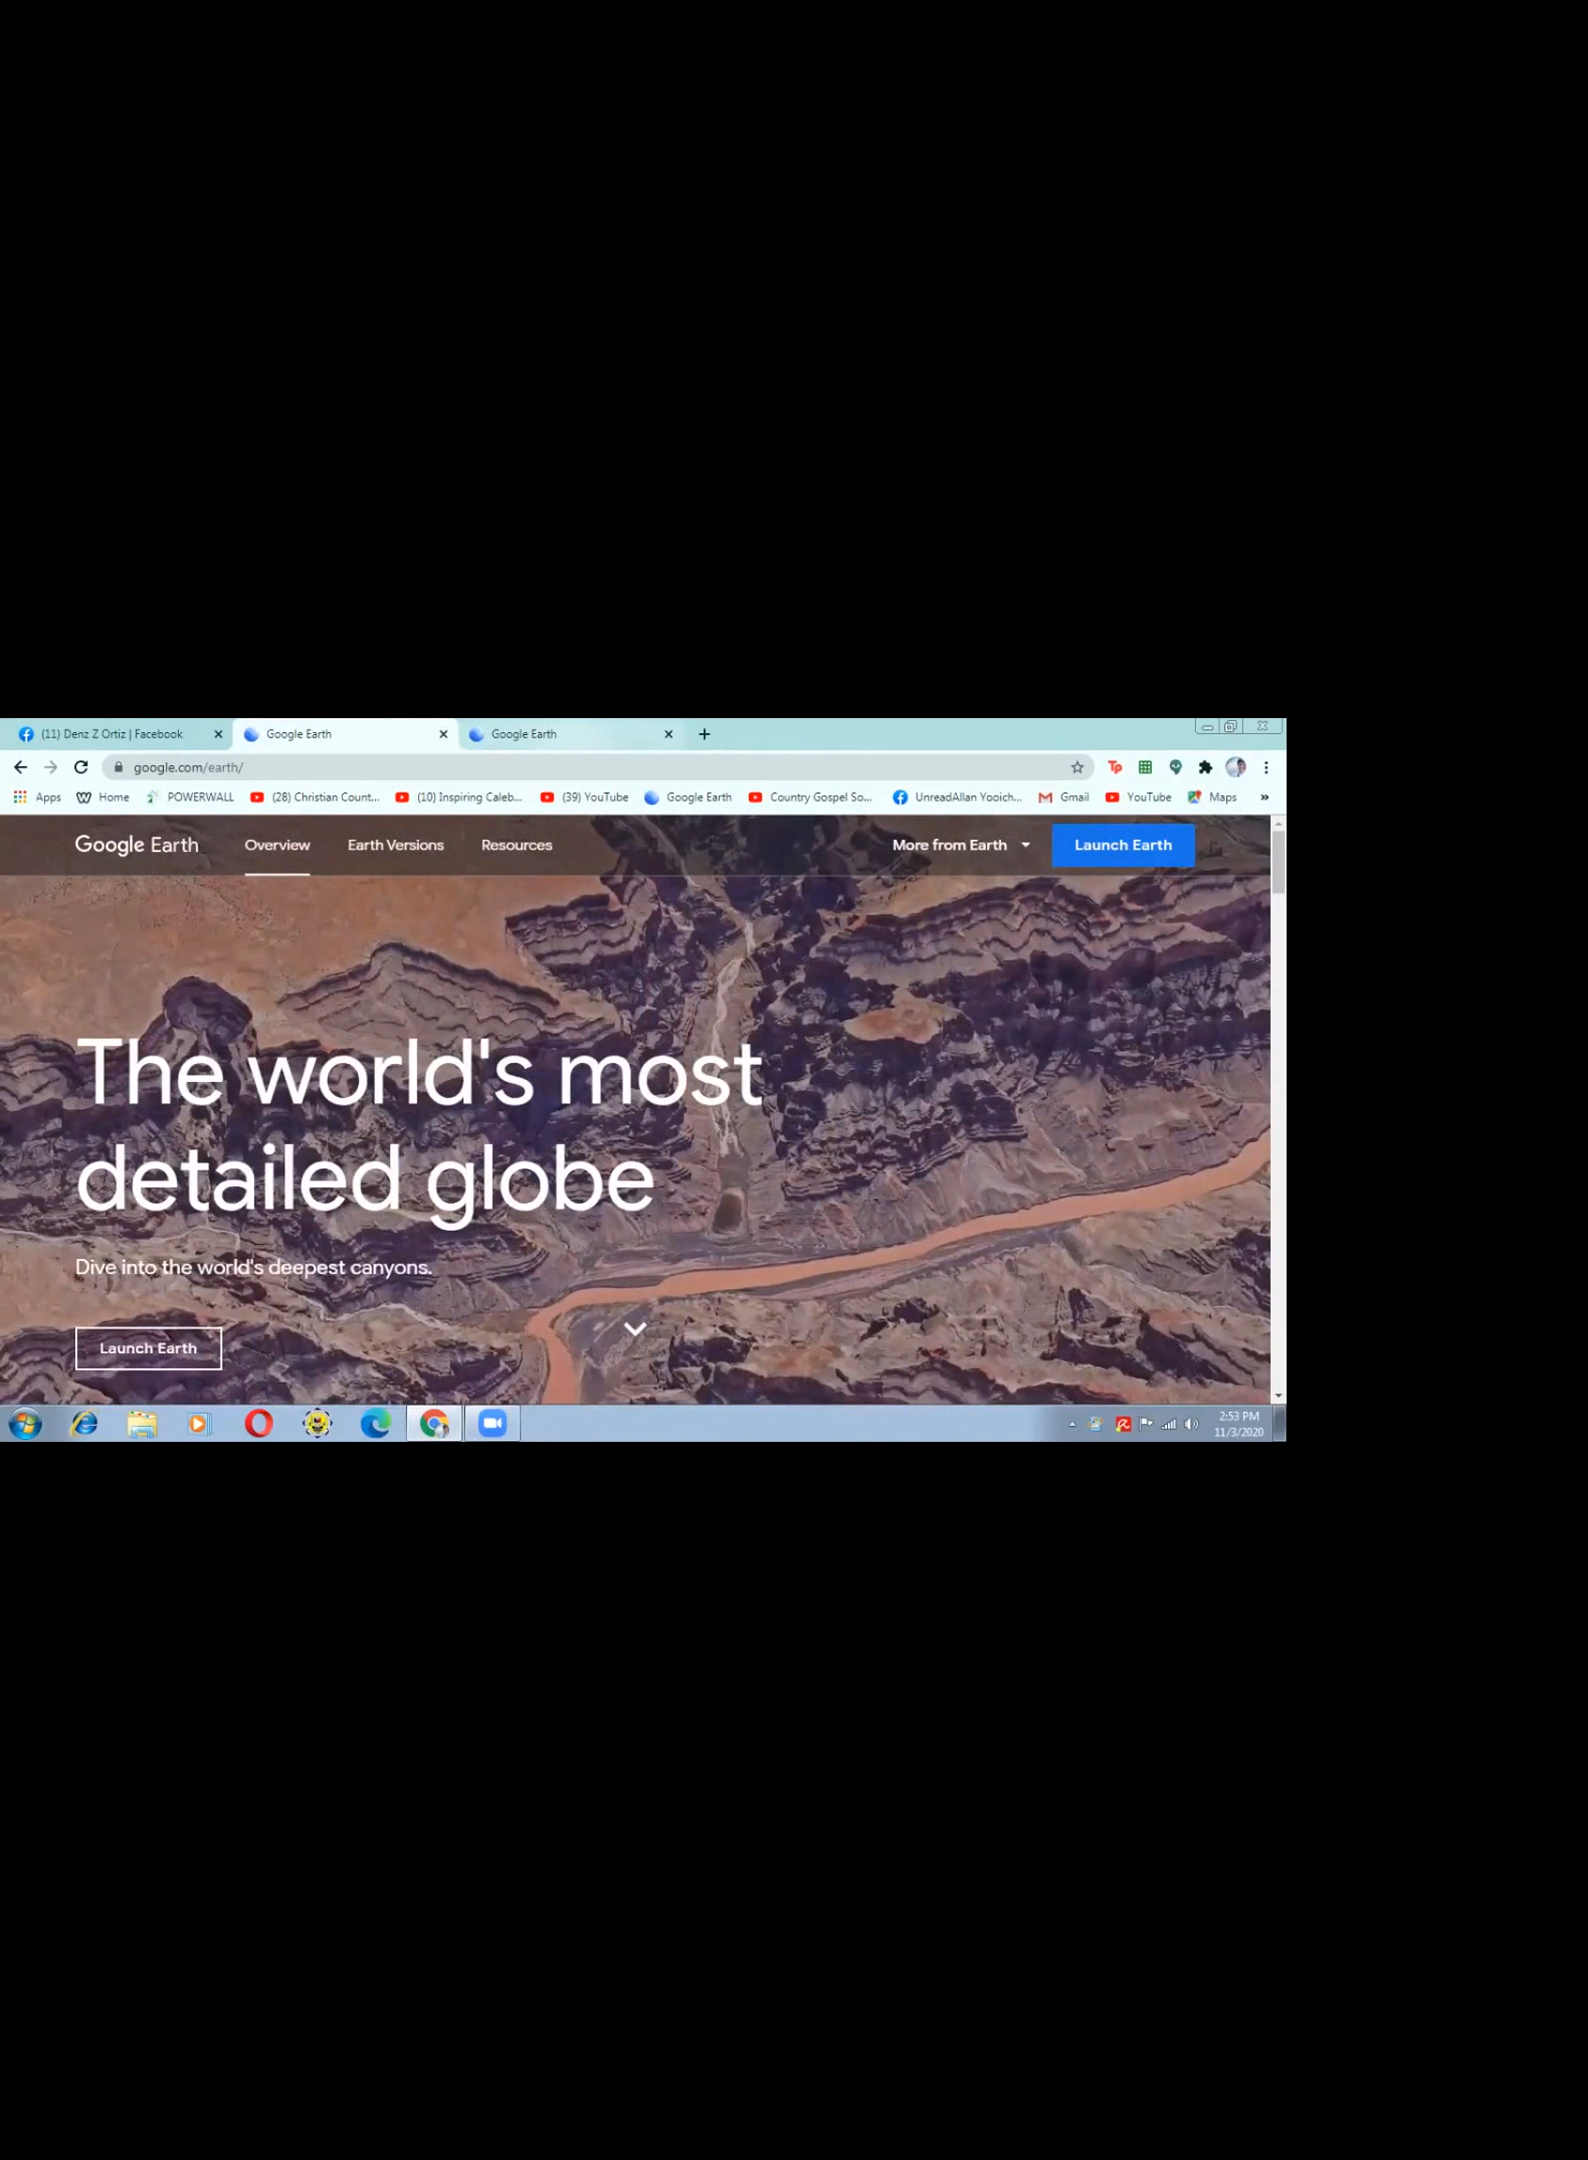 (11) Denz Z Ortiz | Facebook
Google Earth
Google Earth
google.com/earth/
Apps
Home
POWERWALL
(28) Christian Count...
(10) Inspiring Caleb...
(39) YouTube
Google Earth
Country Gospel So...
UnreadAllan Yooich...
Gmail
YouTube
Maps
Google Earth
Overview
Earth Versions
Resources
More from Earth
Launch Earth
The world's most
detailed globe
Dive into the world's deepest canyons.
Launch Earth
2:53 PM
11/3/2020